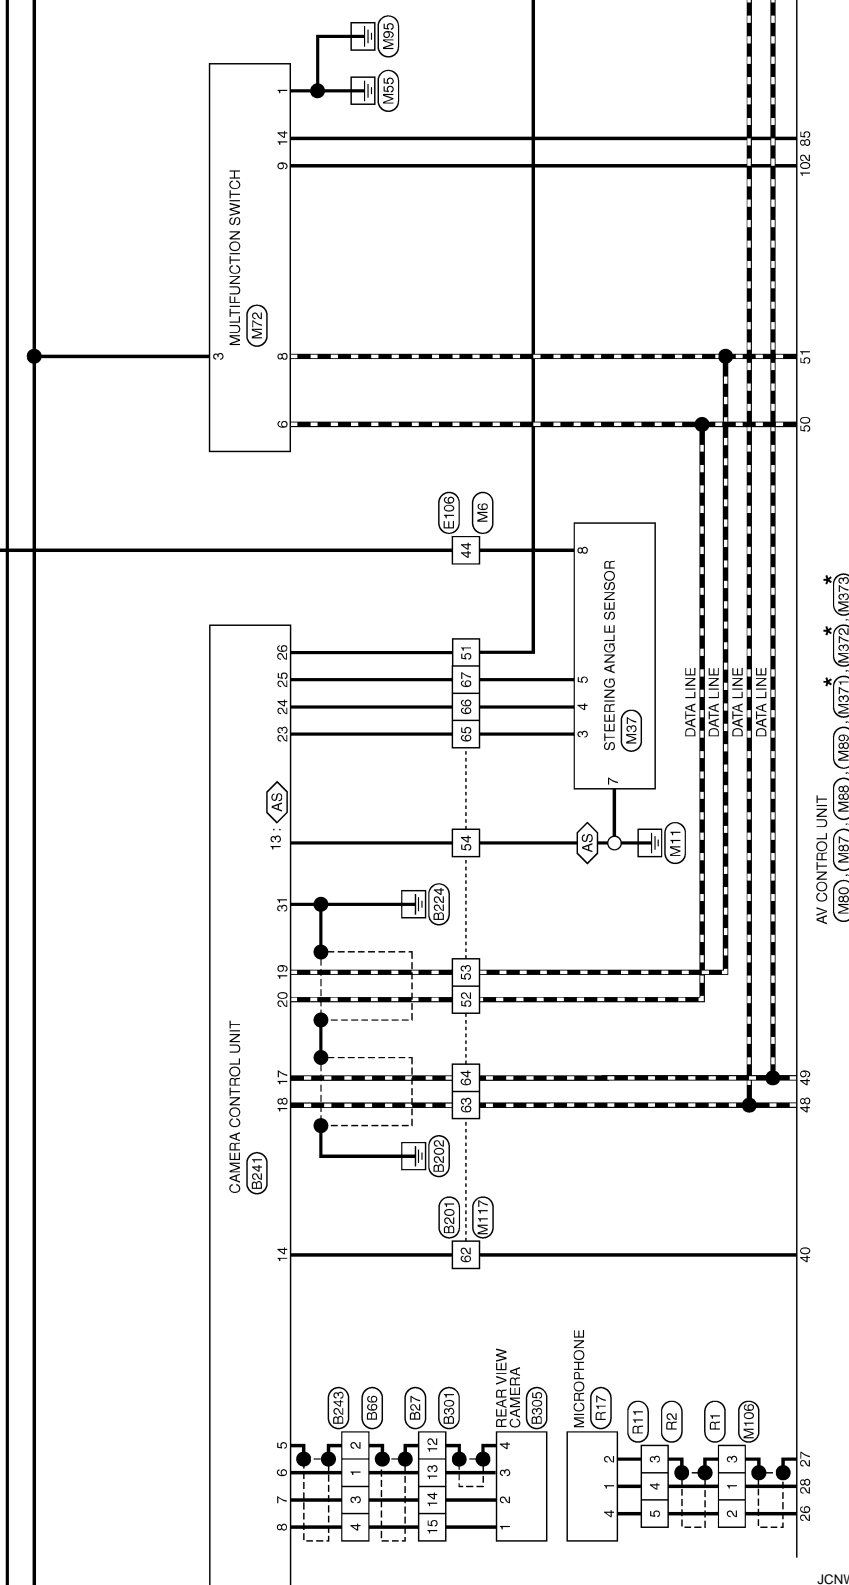 M95
M55
1
14
9
85
102
MULTIFUNCTION SWITCH
M72
3
8
6
51
50
E106
M6
44
8
STEERING ANGLE SENSOR
M37
26
25
24
23
51
67
66
65
5
4
3
7
DATA LINE
DATA LINE
DATA LINE
DATA LINE
13 : AS
54
AS
M11
31
B224
19
20
53
52
CAMERA CONTROL UNIT
B241
17
18
64
63
49
48
B202
B201
M117
14
62
40
AV CONTROL UNIT
M80 , M87 , M88 , M89 , M371 *, M372 *, M373 *
5
6
7
8
B243
B66
2
1
3
4
B27
B301
12
13
14
15
REAR VIEW
CAMERA
B305
4
3
2
1
MICROPHONE
R17
2
1
4
R11
R2
3
4
5
R1
M106
3
1
2
27
28
26